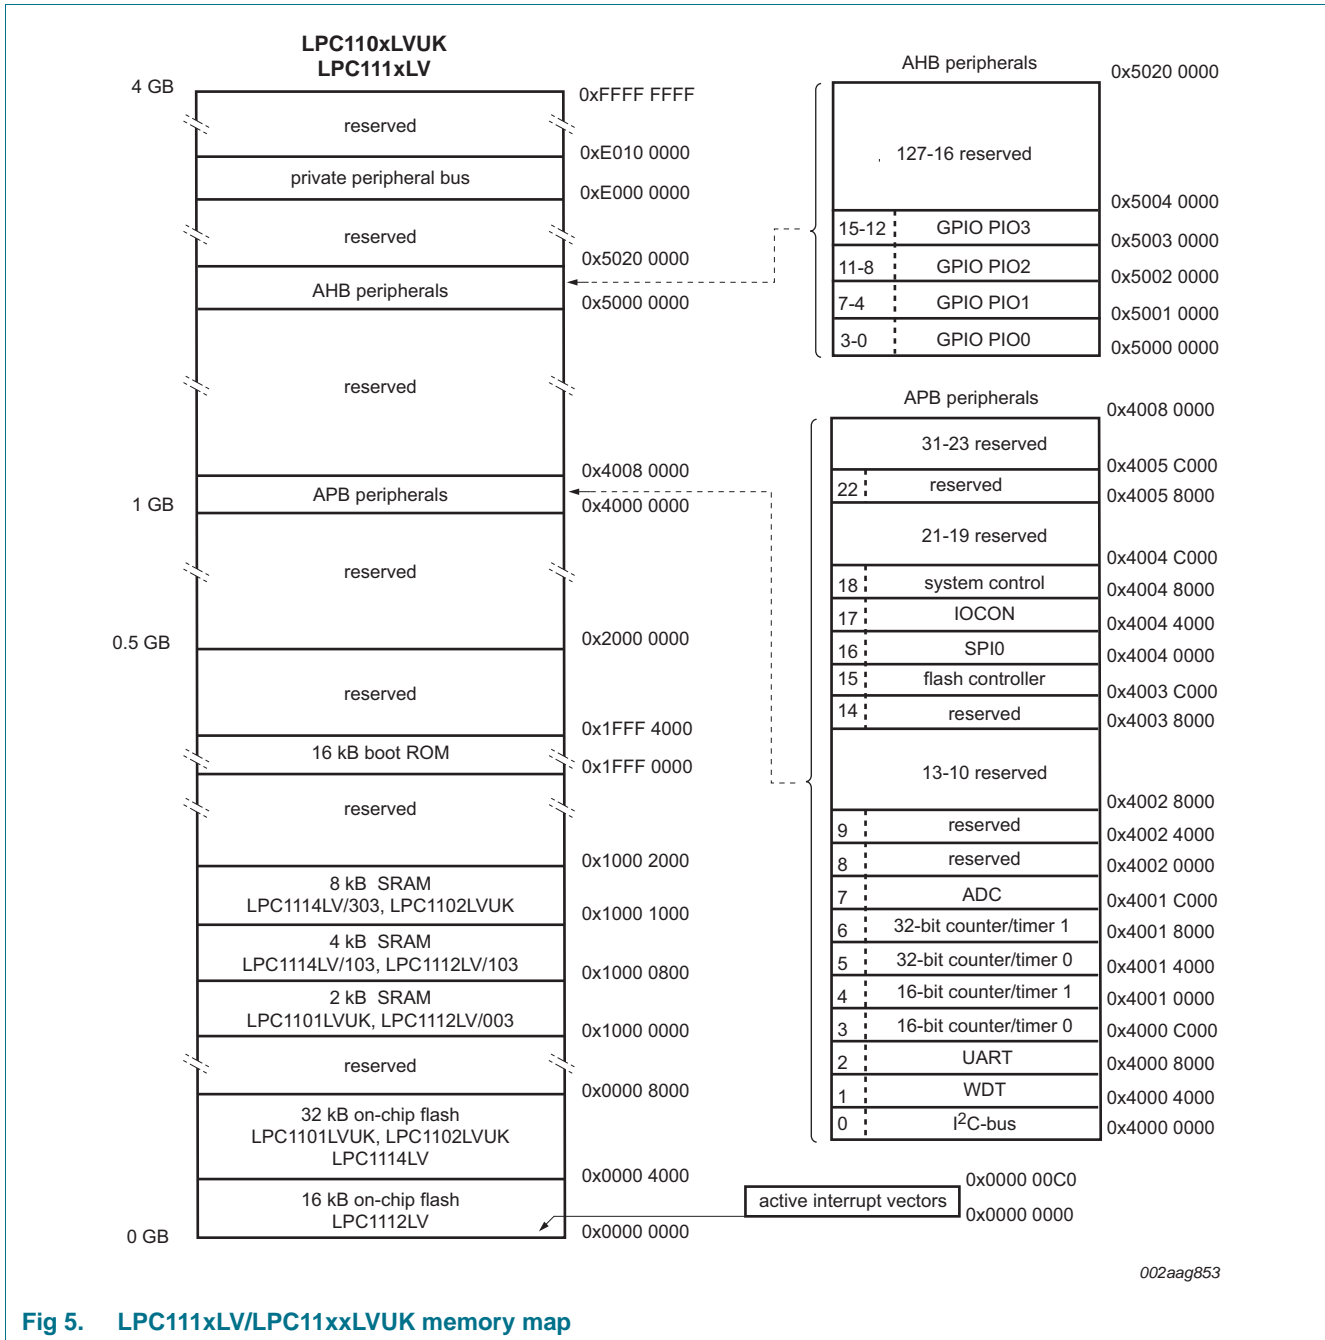 LPC110xLVUK
LPC111xLV
4 GB
0xFFFF FFFF
reserved
0xE010 0000
private peripheral bus
0xE000 0000
reserved
0x5020 0000
AHB peripherals
0x5000 0000
reserved
0x4008 0000
APB peripherals
1 GB
0x4000 0000
reserved
0.5 GB
0x2000 0000
reserved
0x1FFF 4000
16 kB boot ROM
0x1FFF 0000
reserved
0x1000 2000
8 kB SRAM
LPC1114LV/303, LPC1102LVUK
0x1000 1000
4 kB SRAM
LPC1114LV/103, LPC1112LV/103
0x1000 0800
2 kB SRAM
LPC1101LVUK, LPC1112LV/003
0x1000 0000
reserved
0x0000 8000
32 kB on-chip flash
LPC1101LVUK, LPC1102LVUK
LPC1114LV
0x0000 4000
16 kB on-chip flash
LPC1112LV
0 GB
0x0000 0000
AHB peripherals
0x5020 0000
127-16 reserved
0x5004 0000
15-12 GPIO PIO3
0x5003 0000
11-8 GPIO PIO2
0x5002 0000
7-4 GPIO PIO1
0x5001 0000
3-0 GPIO PIO0
0x5000 0000
APB peripherals
0x4008 0000
31-23 reserved
0x4005 C000
22 reserved
0x4005 8000
21-19 reserved
0x4004 C000
18 system control
0x4004 8000
17 IOCON
0x4004 4000
16 SPI0
0x4004 0000
15 flash controller
0x4003 C000
14 reserved
0x4003 8000
13-10 reserved
0x4002 8000
9 reserved
0x4002 4000
8 reserved
0x4002 0000
7 ADC
0x4001 C000
6 32-bit counter/timer 1
0x4001 8000
5 32-bit counter/timer 0
0x4001 4000
4 16-bit counter/timer 1
0x4001 0000
3 16-bit counter/timer 0
0x4000 C000
2 UART
0x4000 8000
1 WDT
0x4000 4000
0 I2C-bus
0x4000 0000
0x0000 00C0
active interrupt vectors
0x0000 0000
002aag853
Fig 5. LPC111xLV/LPC11xxLVUK memory map